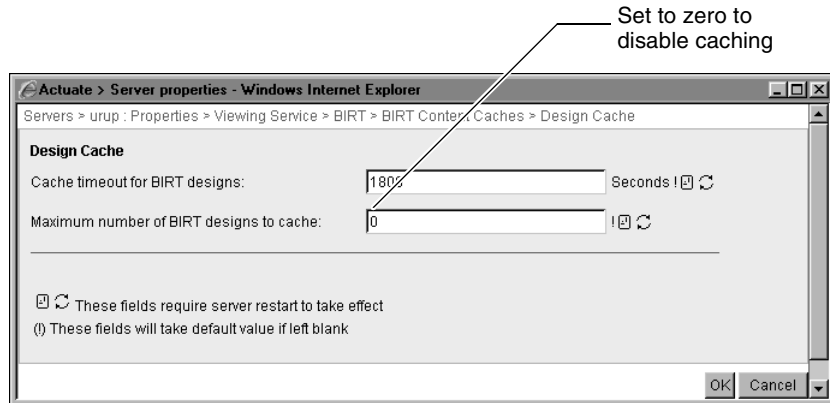 Set to zero to
disable caching
Actuate > Server properties - Windows Internet Explorer
Servers > urup : Properties > Viewing Service > BIRT > BIRT Content Caches > Design Cache
Design Cache
Cache timeout for BIRT designs: 1800 Seconds !
Maximum number of BIRT designs to cache: 0 !
These fields require server restart to take effect
(!) These fields will take default value if left blank
OK Cancel